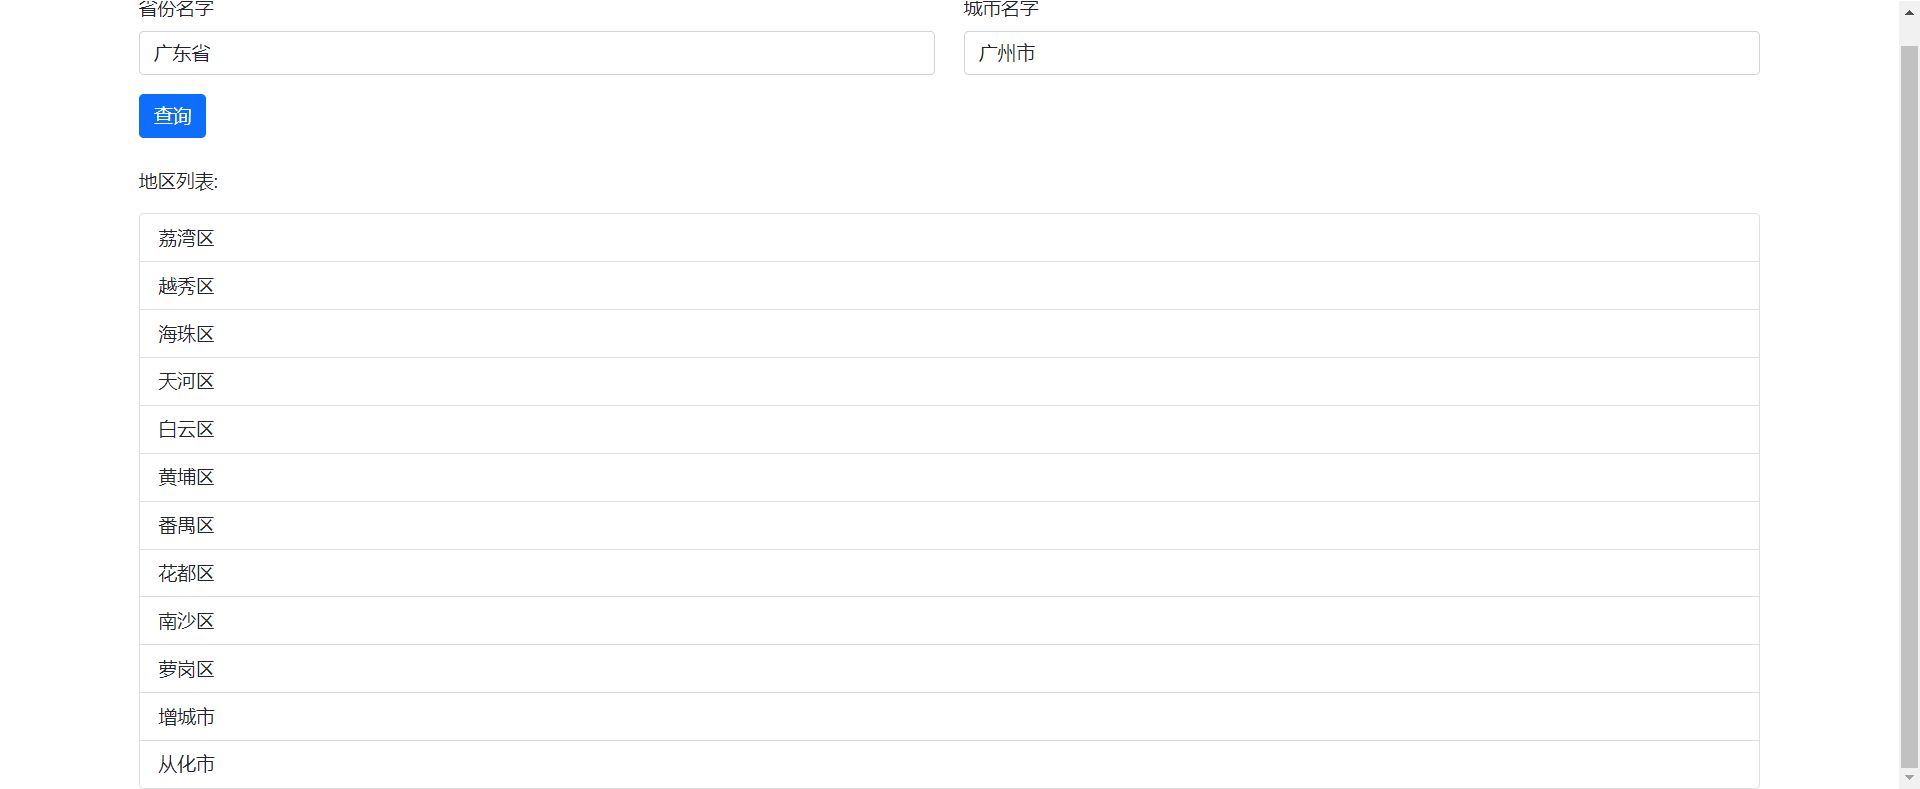 省份名字
城市名字
广东省
广州市
查询
地区列表:
荔湾区
越秀区
海珠区
天河区
白云区
黄埔区
番禺区
花都区
南沙区
萝岗区
增城市
从化市